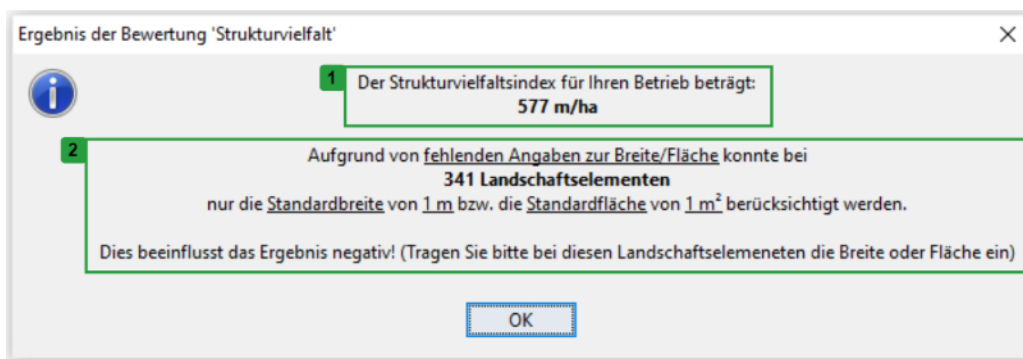 Ergebnis der Bewertung 'Strukturvielfalt'
1
Der Strukturvielfaltsindex für Ihren Betrieb beträgt:
577 m/ha
2
Aufgrund von fehlenden Angaben zur Breite/Fläche konnte bei
341 Landschaftselementen
nur die Standardbreite von 1 m bzw. die Standardfläche von 1 m² berücksichtigt werden.
Dies beeinflusst das Ergebnis negativ! (Tragen Sie bitte bei diesen Landschaftselemeneten die Breite oder Fläche ein)
OK